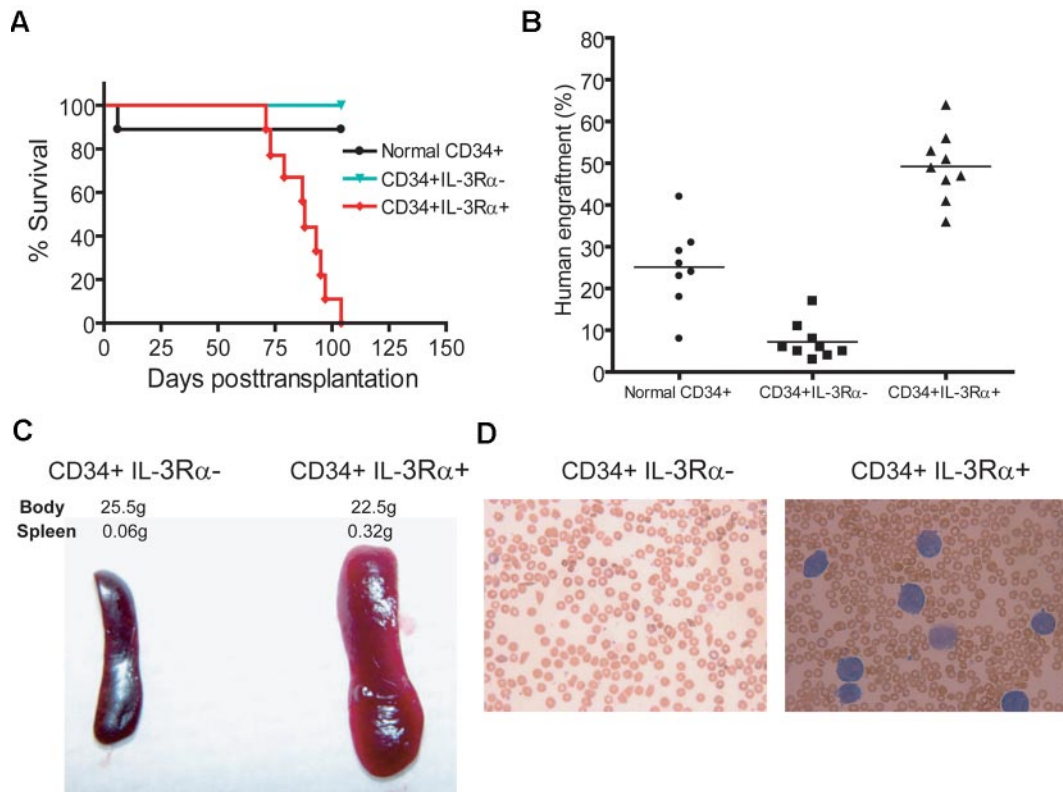 A
% Survival
100
80
60
40
20
0
0 25 50 75 100 125 150
Days posttransplantation
Normal CD34+
CD34+IL-3Rα-
CD34+IL-3Rα+
B
Human engraftment (%)
80
70
60
50
40
30
20
10
0
Normal CD34+ CD34+IL-3Rα- CD34+IL-3Rα+
C
CD34+ IL-3Rα- CD34+ IL-3Rα+
Body 25.5g 22.5g
Spleen 0.06g 0.32g
D
CD34+ IL-3Rα- CD34+ IL-3Rα+